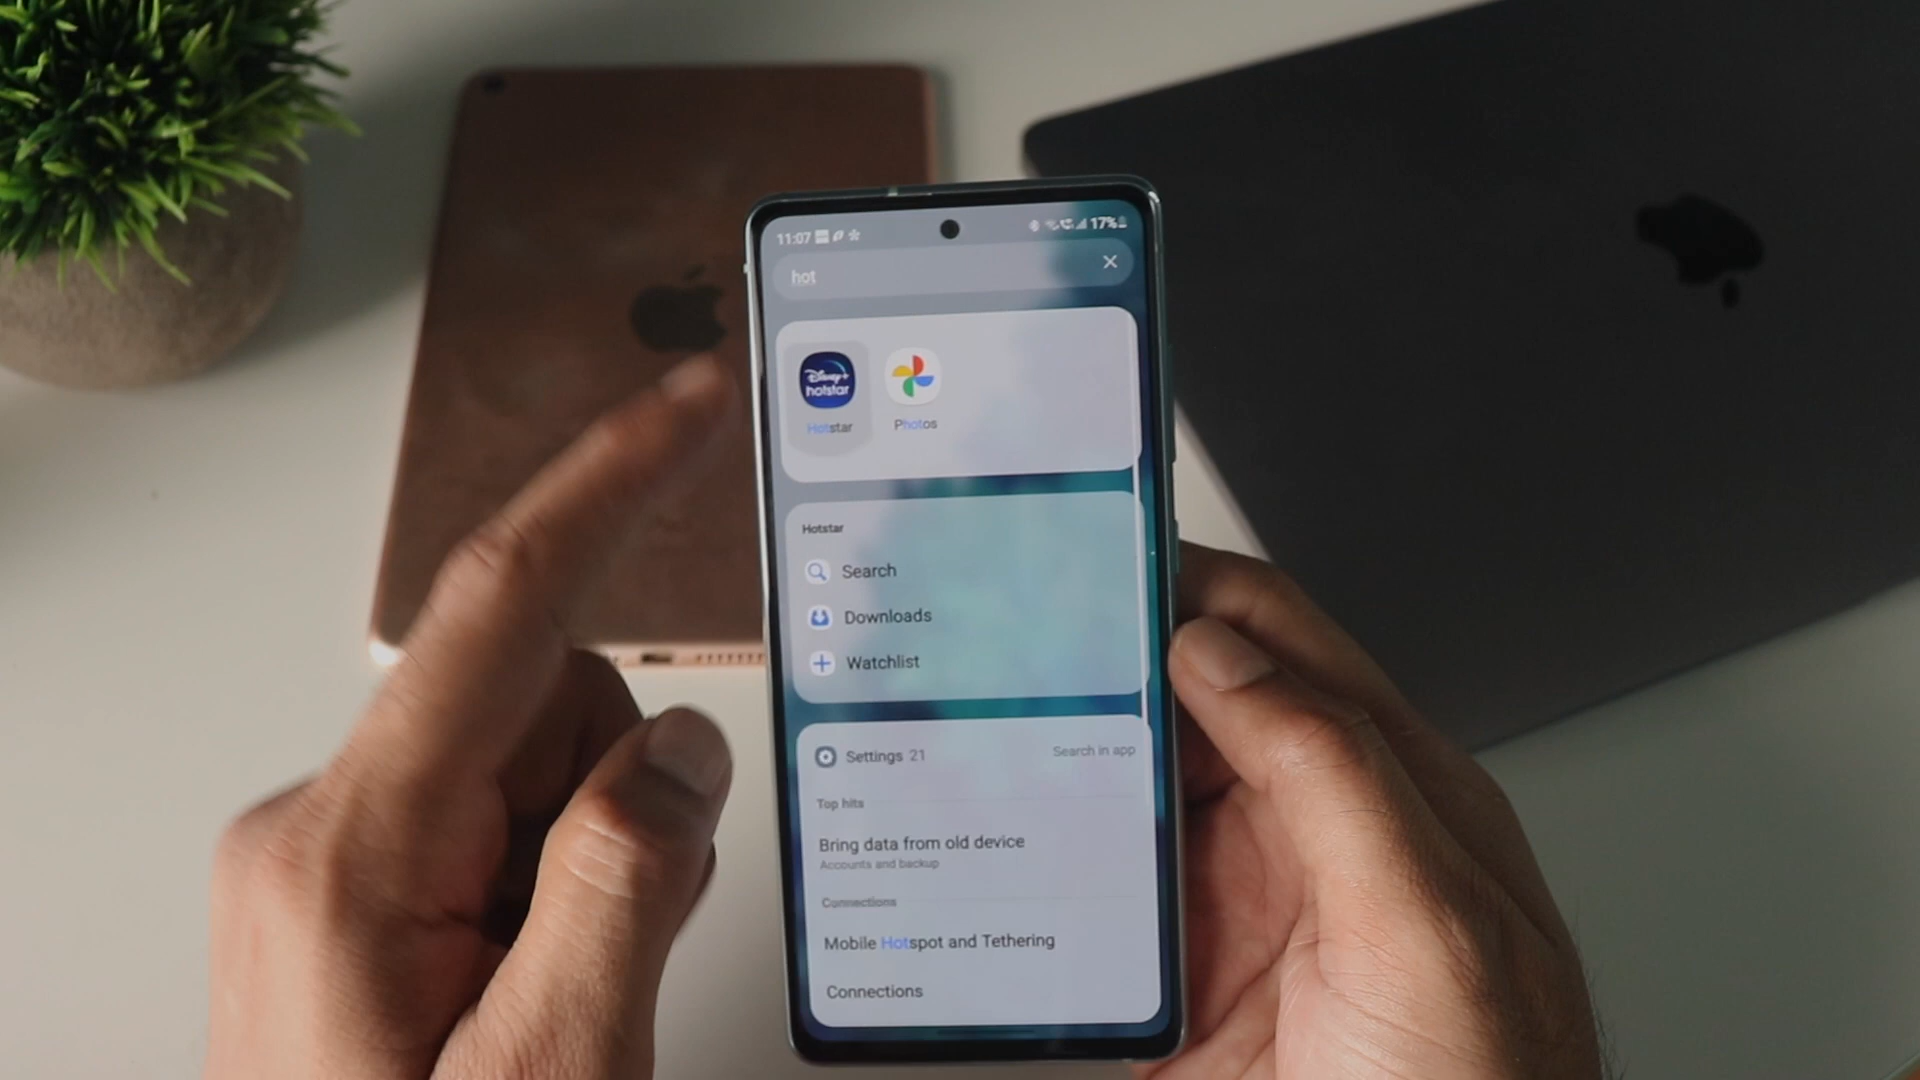 11:07
17%
hot
Disney+
hotstar
Hotstar
Photos
Hotstar
Search
Downloads
Watchlist
Settings 21
Search in app
Top hits
Bring data from old device
Accounts and backup
Connections
Mobile Hotspot and Tethering
Connections